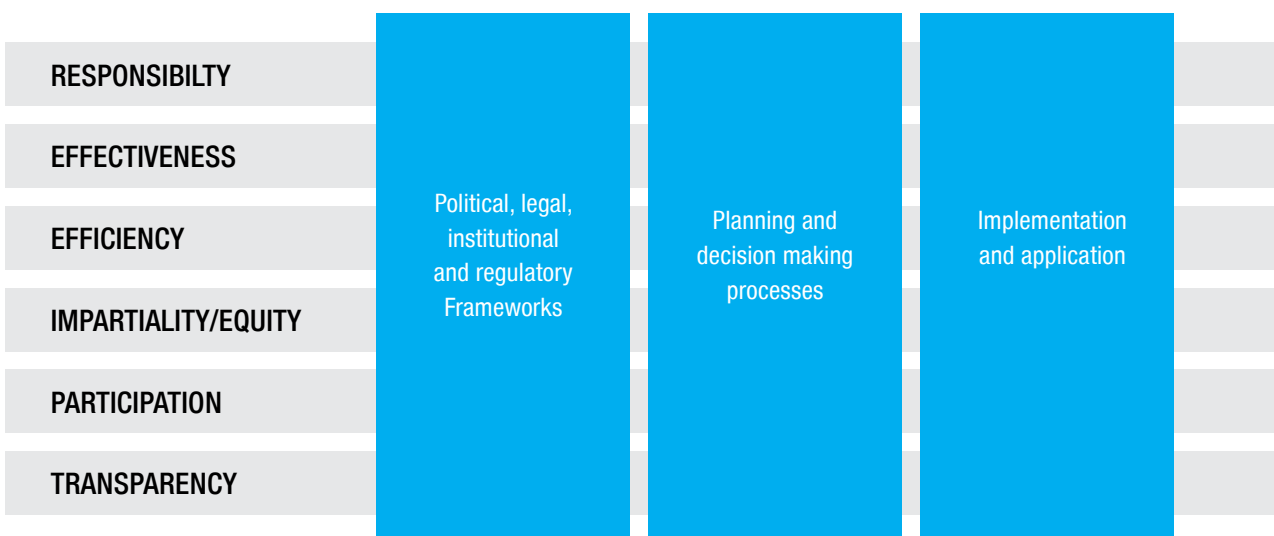 RESPONSIBILTY
EFFECTIVENESS
EFFICIENCY
IMPARTIALITY/EQUITY
PARTICIPATION
TRANSPARENCY
Political, legal,
institutional
and regulatory
Frameworks
Planning and
decision making
processes
Implementation
and application